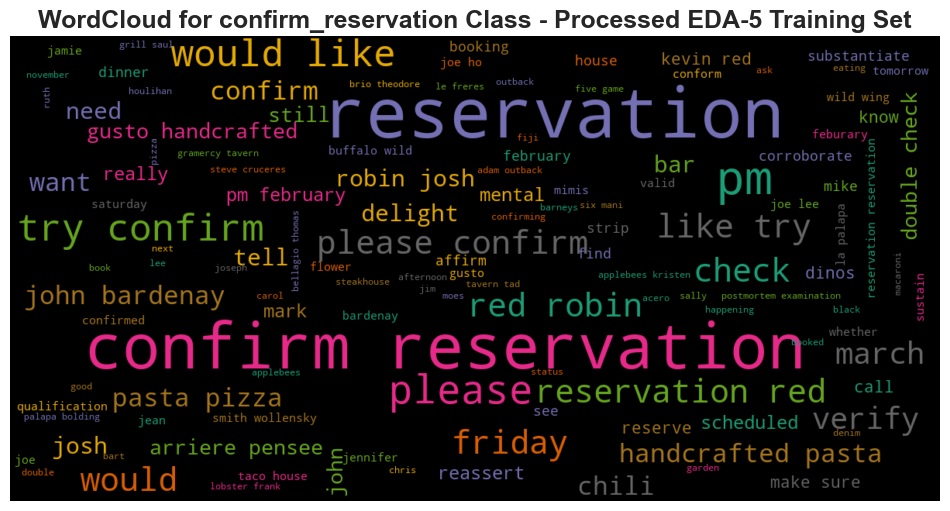 WordCloud for confirm_reservation Class - Processed EDA-5 Training Set
jamie
grill saul
would like
booking
joe ho
house
kevin red
substantiate
november
dinner
conform
ask
eating
tomorrow
houlihan
confirm
brio theodore
le freres
outback
five game
wild wing
ruth
need
still
reservation
know
gusto handcrafted
fiji
feburary
double check
pizza
gramercy tavern
buffalo wild
february
bar
corroborate
want
really
steve cruceres
robin josh
adam outback
valid
pm
reservation reservation
pm february
mental
mimis
mike
saturday
delight
barneys
six mani
joe lee
try confirm
strip
like try
la palapa
bellagio thomas
please confirm
next
tell
affirm
find
book
lee
joseph
flower
gusto
applebees kristen
check
dinos
macaroni
steakhouse
afternoon
tavern tad
john bardenay
carol
jim
moes
red robin
acero
sally
postmortem examination
sustain
mark
bardenay
happening
black
confirmed
confirm reservation
whether
booked
march
applebees
status
good
pasta pizza
please
reservation red
call
qualification
palapa bolding
jean
smith wollensky
see
reserve
scheduled
verify
josh
arriere pensee
friday
denim
joe
bart
john
jennifer
handcrafted pasta
double
would
taco house
chris
reassert
garden
lobster frank
chili
make sure
confirming